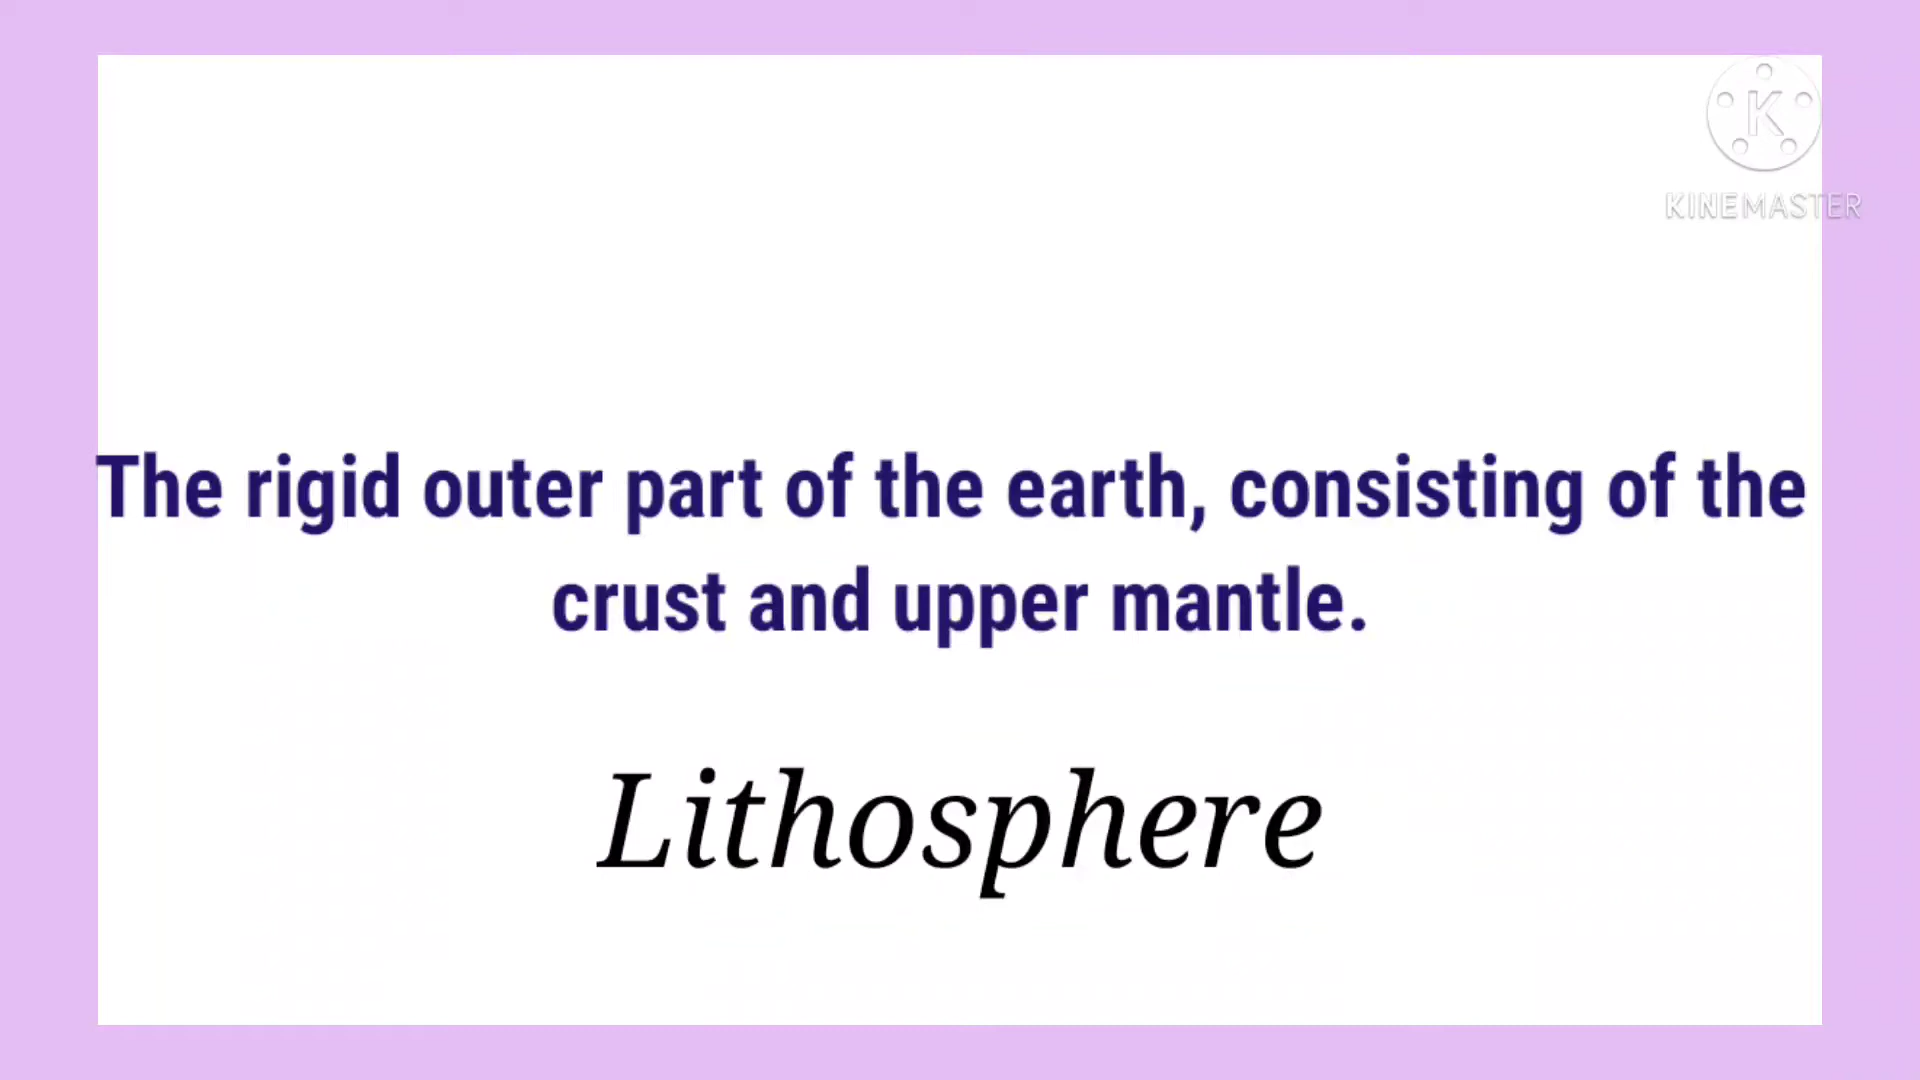 K
KINEMASTER
The rigid outer part of the earth, consisting of the
crust and upper mantle.
Lithosphere